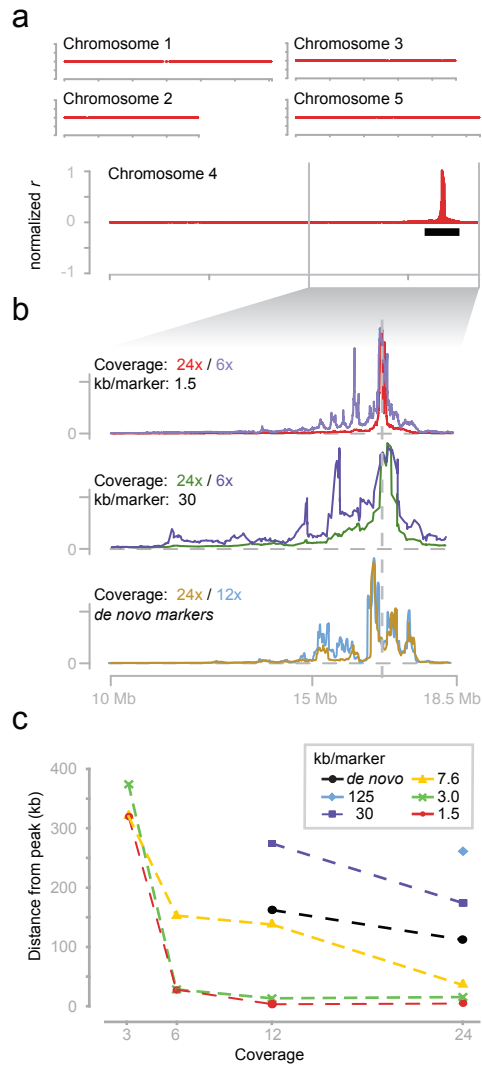 a
Chromosome 1
Chromosome 3
Chromosome 2
Chromosome 5
Chromosome 4
1
0
-1
normalized r
b
Coverage: 24x / 6x
kb/marker: 1.5
0
Coverage: 24x / 6x
kb/marker: 30
0
Coverage: 24x / 12x
de novo markers
0
10 Mb 15 Mb 18.5 Mb
c
kb/marker
de novo 7.6
125 3.0
30 1.5
400
300
200
100
0
Distance from peak (kb)
3 6 12 24
Coverage